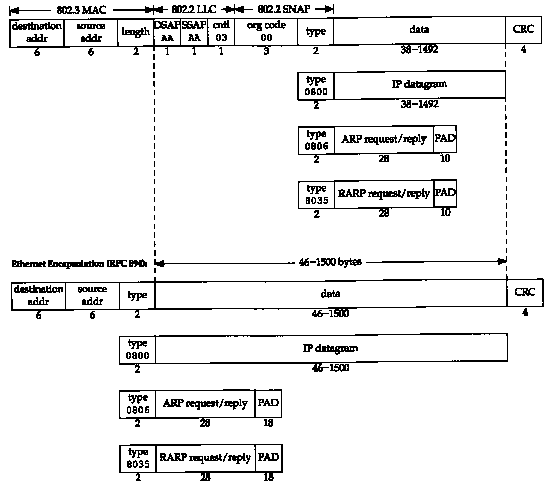 802.3 MAC 802.2 LLC 802.2 SNAP
destination addr source addr length DSAP AA SSAP AA cntl 03 org code 00 type data CRC
6 6 2 1 1 1 3 2 38-1492 4
type 0800 IP datagram
2 38-1492
type 0806 ARP request/reply PAD
2 28 10
type 8035 RARP request/reply PAD
2 28 10
Ethernet Encapsulation (RFC 894):
46-1500 bytes
destination addr source addr type data CRC
6 6 2 46-1500 4
type 0800 IP datagram
2 46-1500
type 0806 ARP request/reply PAD
2 28 18
type 8035 RARP request/reply PAD
2 28 18